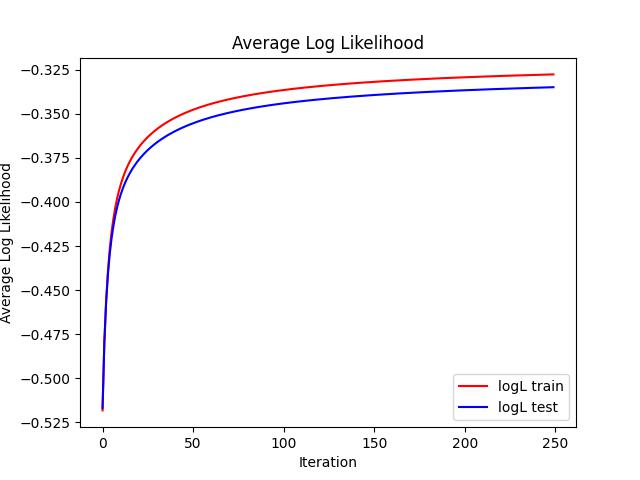 Average Log Likelihood
−0.325
−0.350
−0.375
−0.400
−0.425
−0.450
−0.475
−0.500
−0.525
Average Log Likelihood
logL train
logL test
0 50 100 150 200 250
Iteration